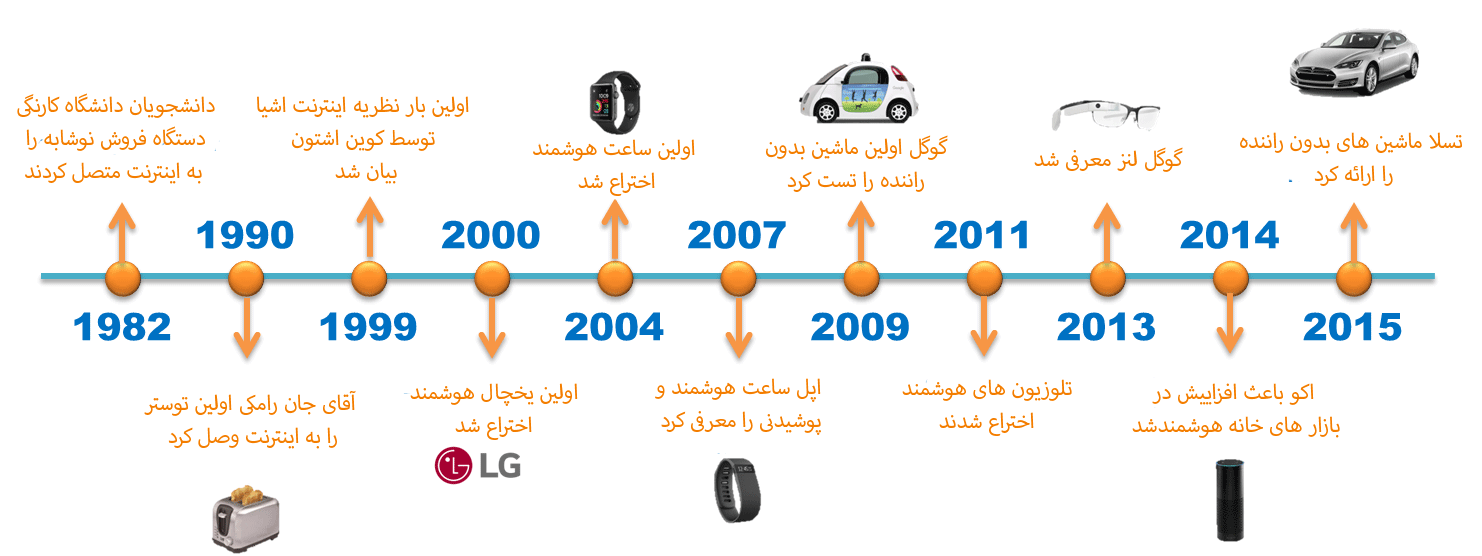 دانشجویان دانشگاه کارنگی
دستگاه فروش نوشابه را
به اینترنت متصل کردند
1982
1990
آقای جان رامکی اولین توستر
را به اینترنت وصل کرد
اولین بار نظریه اینترنت اشیا
توسط کوین اشتون
بیان شد
1999
2000
اولین یخچال هوشمند
اختراع شد
LG
اولین ساعت هوشمند
اختراع شد
2004
2007
اپل ساعت هوشمند و
پوشیدنی را معرفی کرد
گوگل اولین ماشین بدون
راننده را تست کرد
2009
2011
تلوزیون های هوشمند
اختراع شدند
گوگل لنز معرفی شد
2013
2014
اکو باعث افزاییش در
بازار های خانه هوشمندشد
تسلا ماشین های بدون راننده
را ارائه کرد
2015